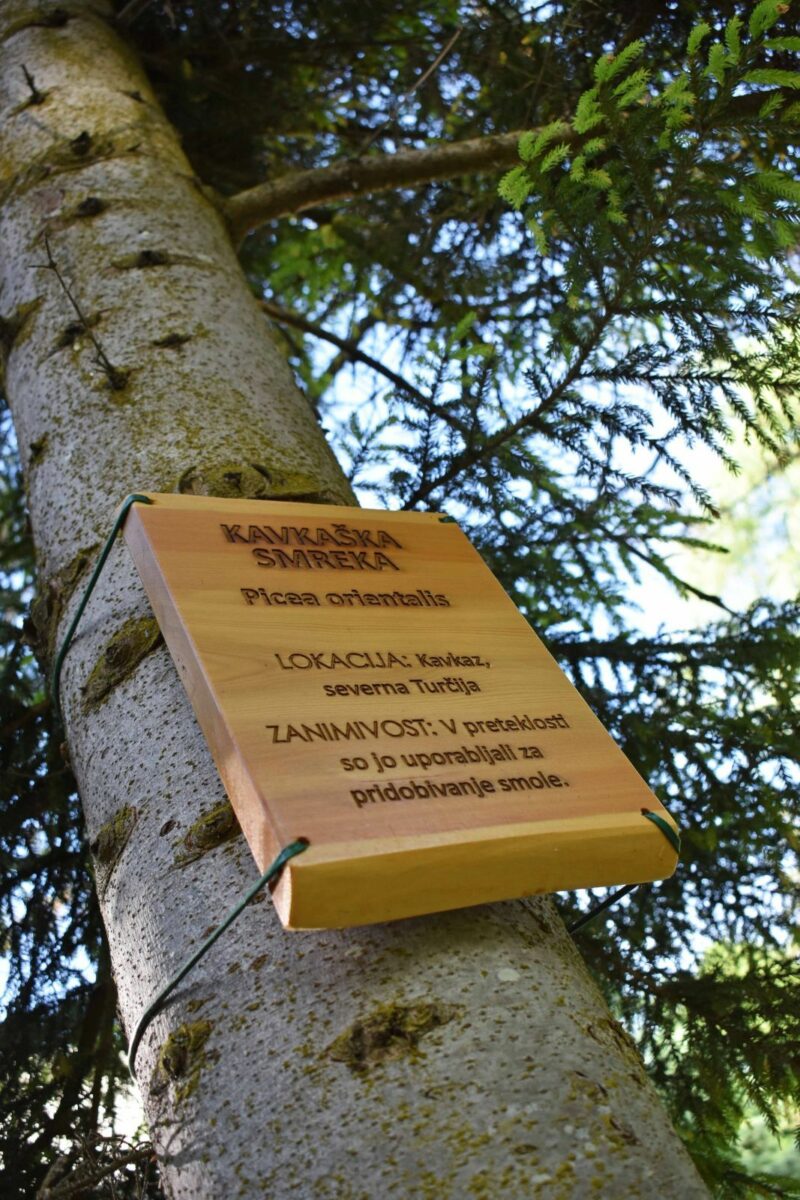 KAVKAŠKA
SMREKA
Picea orientalis
LOKACIJA: Kavkaz,
severna Turčija
ZANIMIVOST: V preteklosti
so jo uporabljali za
pridobivanje smole.